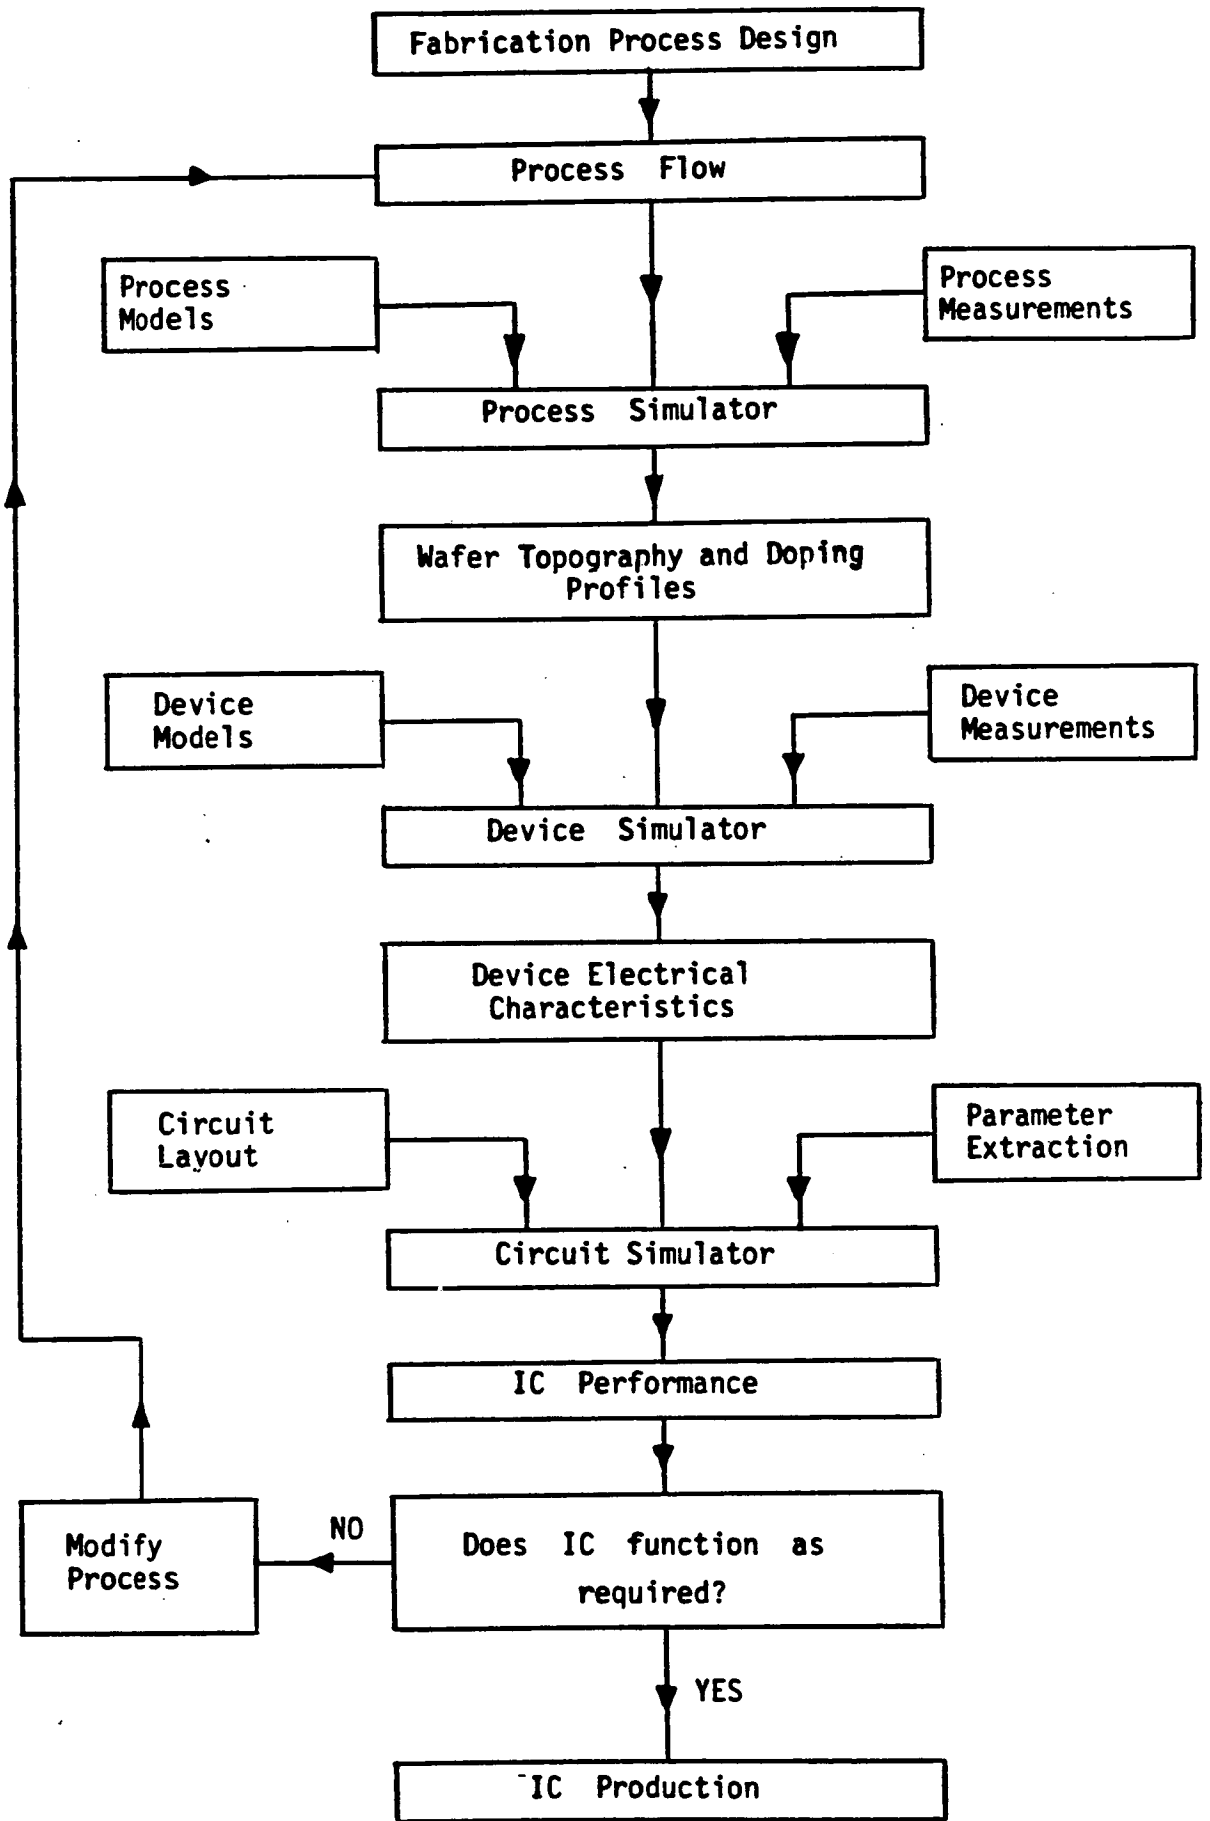 Fabrication Process Design
Process Flow
Process
Models
Process
Measurements
Process Simulator
Wafer Topography and Doping
Profiles
Device
Models
Device
Measurements
Device Simulator
Device Electrical
Characteristics
Circuit
Layout
Parameter
Extraction
Circuit Simulator
IC Performance
Does IC function as
required?
NO
Modify
Process
YES
IC Production